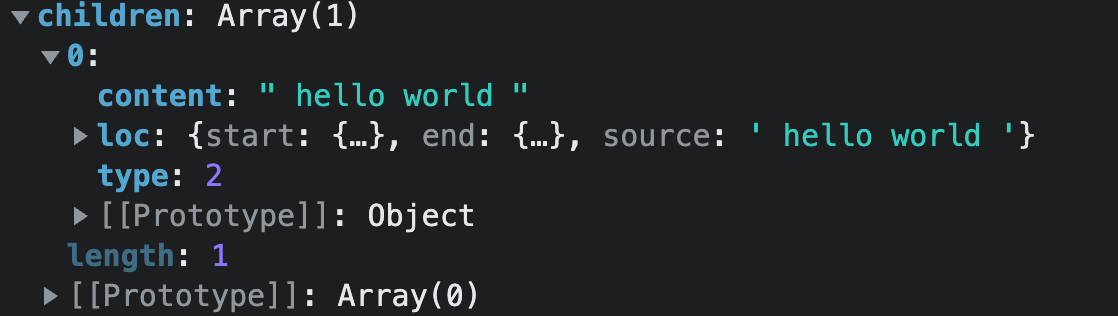 ▼children: Array(1)
▼0:
content: " hello world "
▶loc: {start: {…}, end: {…}, source: ' hello world '}
type: 2
▶[[Prototype]]: Object
length: 1
▶[[Prototype]]: Array(0)